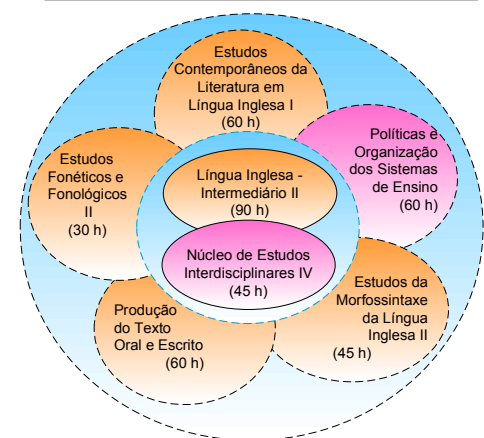 Estudos
Contemporâneos da
Literatura em
Língua Inglesa I
(60 h)
Políticas e
Organização
dos Sistemas
de Ensino
(60 h)
Estudos
Fonéticos e
Fonológicos
II
(30 h)
Língua Inglesa -
Intermediário II
(90 h)
Núcleo de Estudos
Interdisciplinares IV
(45 h)
Estudos da
Morfossintaxe
da Língua
Inglesa II
(45 h)
Produção
do Texto
Oral e Escrito
(60 h)